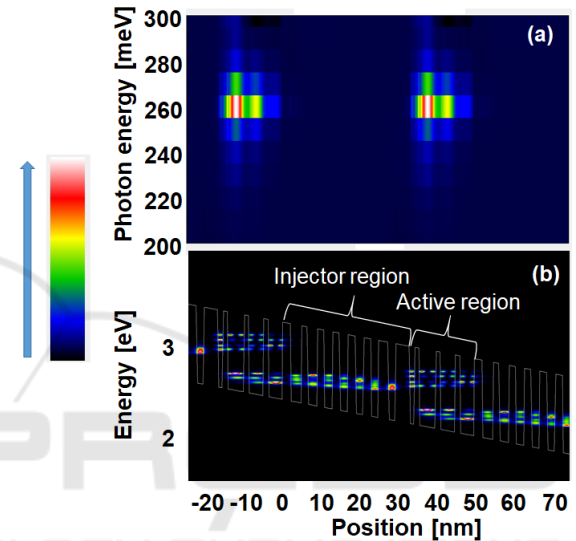 (a)
Photon energy [meV]
300
280
260
240
220
200
(b)
Injector region
Active region
Energy [eV]
3
2
-20 -10 0 10 20 30 40 50 60 70
Position [nm]